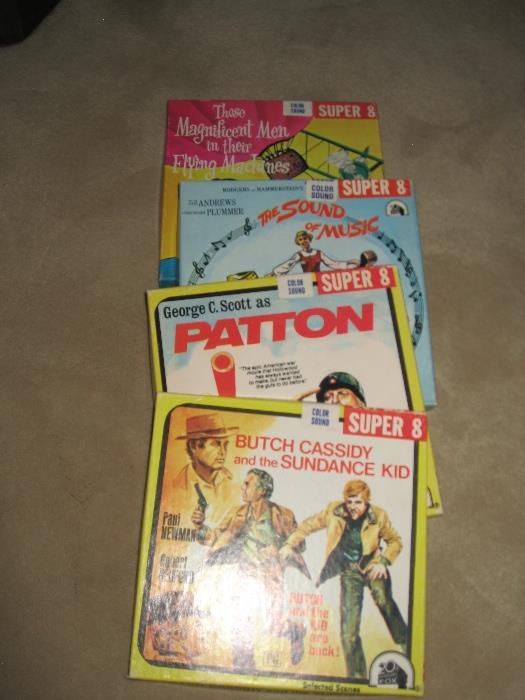 Those
Magnificent Men
in their
Flying Machines
COLOR
SOUND
SUPER 8
RODGERS AND HAMMERSTEIN'S
COLOR
SOUND
SUPER 8
ANDREWS
PLUMMER
THE SOUND
OF MUSIC
COLOR
SOUND
SUPER 8
George C. Scott as
PATTON
"The epic American war
movie that Hollywood
has always wanted
to make, but never had
the guts to do before."
COLOR
SOUND
SUPER 8
BUTCH CASSIDY
and the SUNDANCE KID
Paul
NEWMAN
Robert
REDFORD
BUTCH
and the
KID
are
back!
Selected Scenes
20
FOX